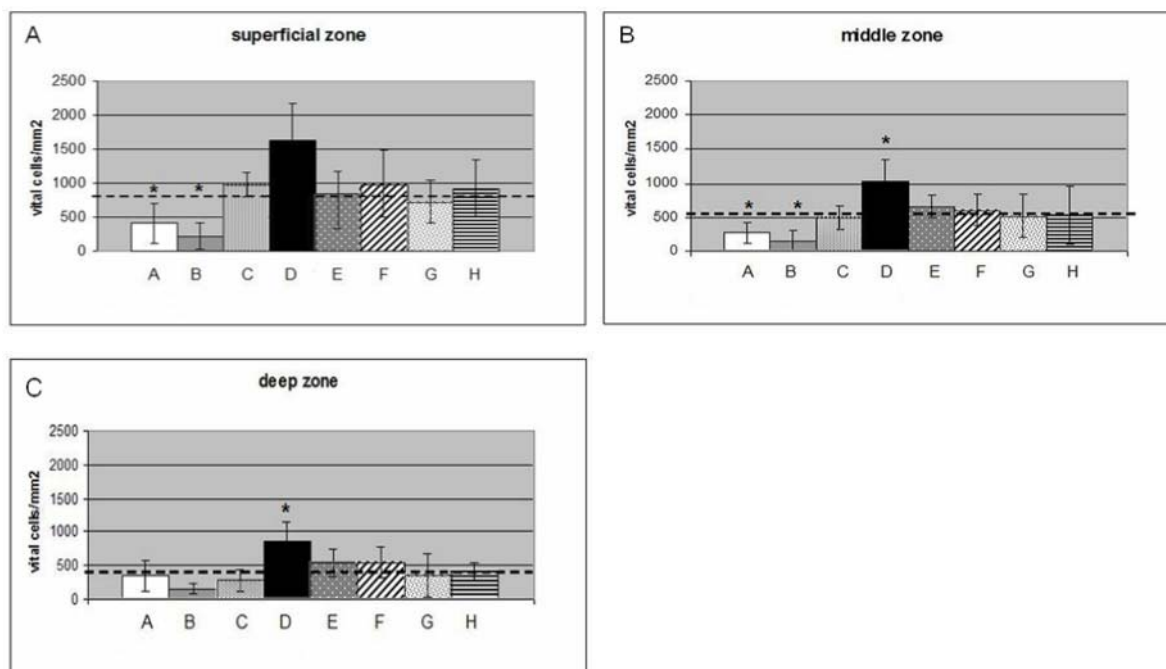 A
superficial zone
vital cells/mm2
2500
2000
1500
1000
500
0
* *
A B C D E F G H
B
middle zone
vital cells/mm2
2500
2000
1500
1000
500
0
* * *
A B C D E F G H
C
deep zone
vital cells/mm2
2500
2000
1500
1000
500
0
*
A B C D E F G H